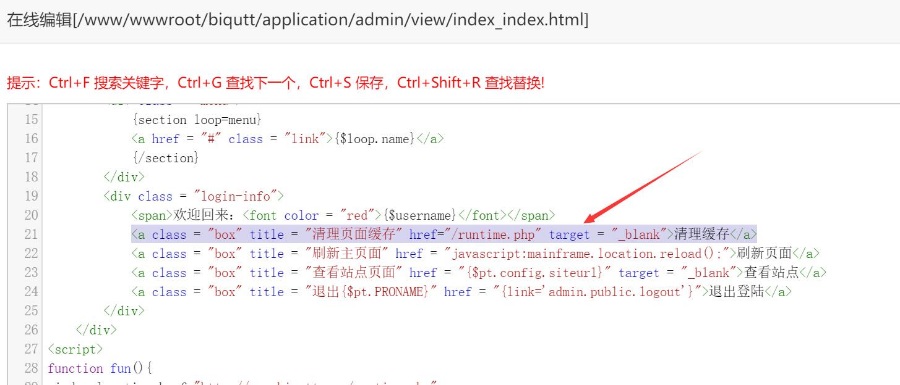 在线编辑[/www/wwwroot/biqutt/application/admin/view/index_index.html]
提示：Ctrl+F 搜索关键字，Ctrl+G 查找下一个，Ctrl+S 保存，Ctrl+Shift+R 查找替换!
15 {section loop=menu}
16 <a href = "#" class = "link">{$loop.name}</a>
17 {/section}
18 </div>
19 <div class = "login-info">
20 <span>欢迎回来：<font color = "red">{$username}</font></span>
21 <a class = "box" title = "清理页面缓存" href="/runtime.php" target = "_blank">清理缓存</a>
22 <a class = "box" title = "刷新主页面" href = "javascript:mainframe.location.reload();">刷新页面</a>
23 <a class = "box" title = "查看站点页面" href = "{$pt.config.siteurl}" target = "_blank">查看站点</a>
24 <a class = "box" title = "退出{$pt.PRONAME}" href = "{link='admin.public.logout'}">退出登陆</a>
25 </div>
26 </div>
27 <script>
28 function fun(){